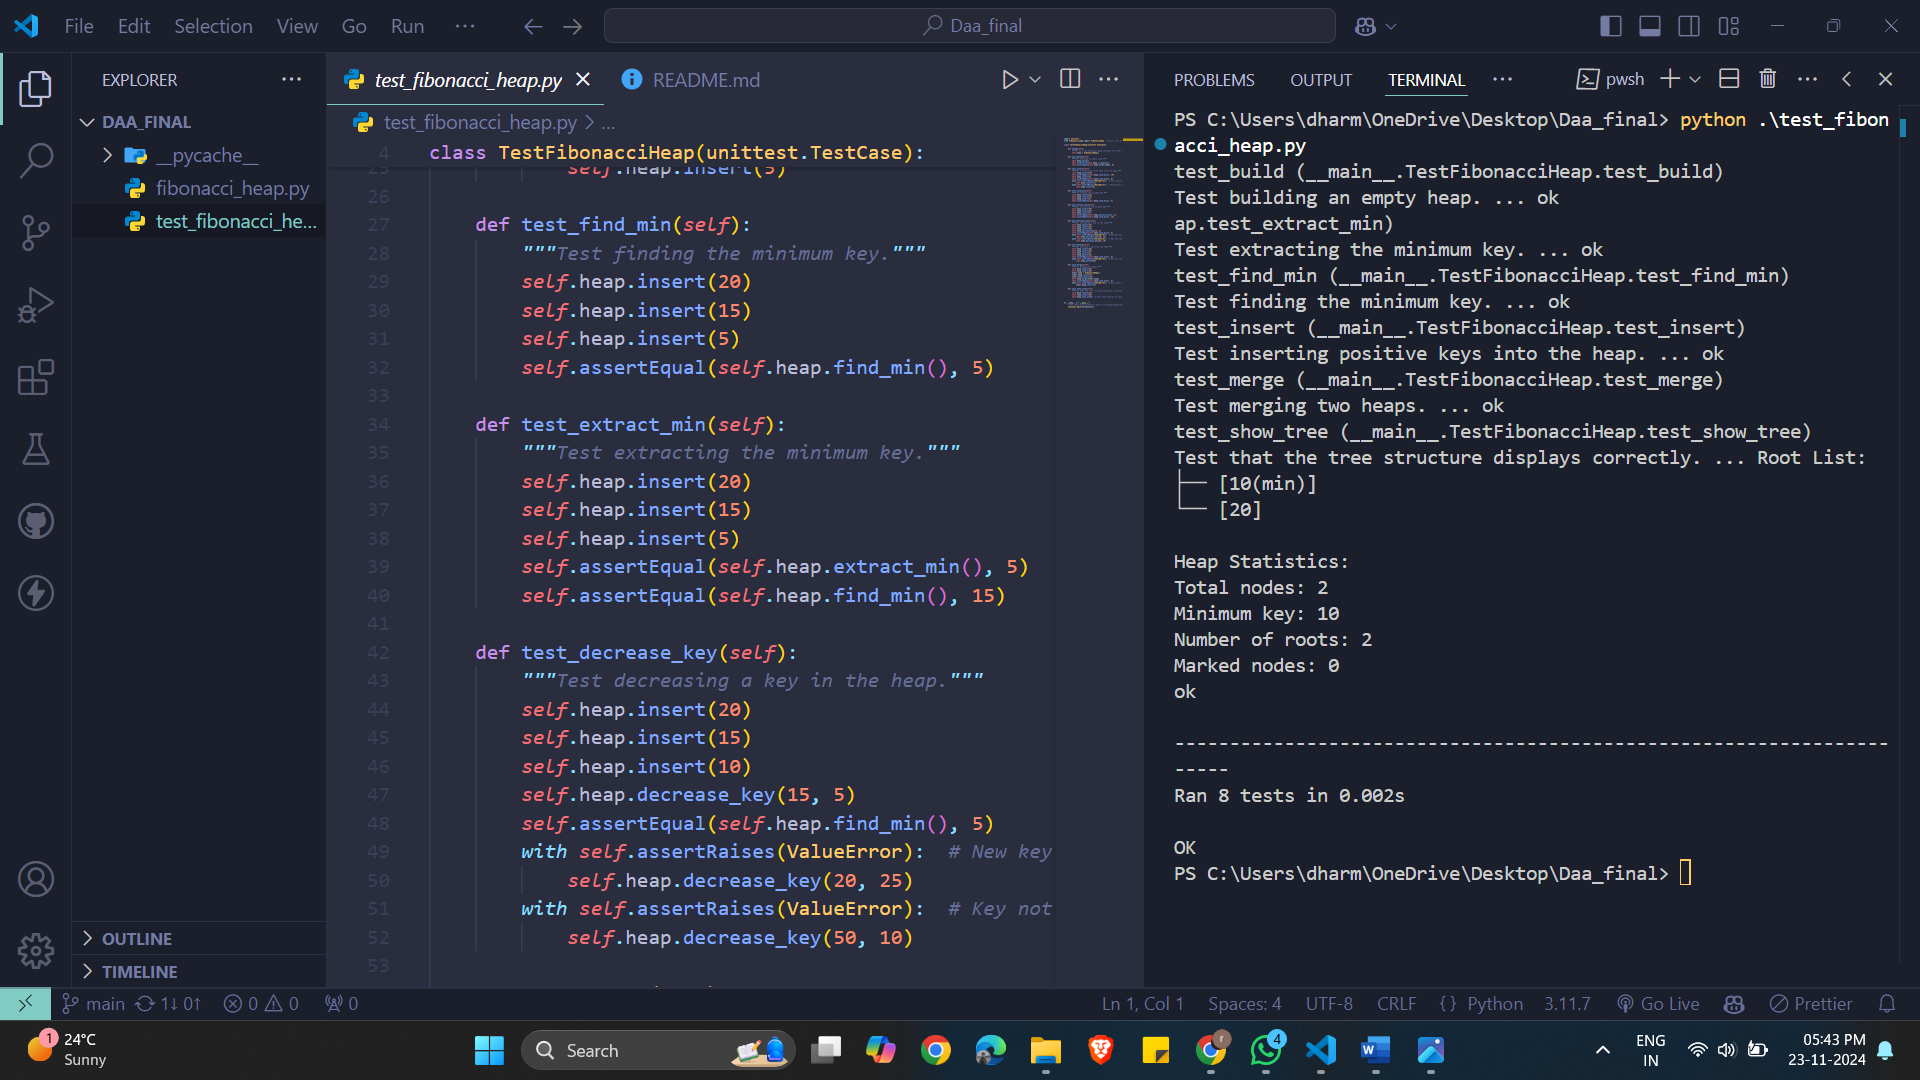 File Edit Selection View Go Run ... Daa_final
EXPLORER
DAA_FINAL
__pycache__
fibonacci_heap.py
test_fibonacci_he...
OUTLINE
TIMELINE
test_fibonacci_heap.py README.md
test_fibonacci_heap.py > ...
4 class TestFibonacciHeap(unittest.TestCase):
25 self.heap.insert(5)
26
27 def test_find_min(self):
28 """Test finding the minimum key."""
29 self.heap.insert(20)
30 self.heap.insert(15)
31 self.heap.insert(5)
32 self.assertEqual(self.heap.find_min(), 5)
33
34 def test_extract_min(self):
35 """Test extracting the minimum key."""
36 self.heap.insert(20)
37 self.heap.insert(15)
38 self.heap.insert(5)
39 self.assertEqual(self.heap.extract_min(), 5)
40 self.assertEqual(self.heap.find_min(), 15)
41
42 def test_decrease_key(self):
43 """Test decreasing a key in the heap."""
44 self.heap.insert(20)
45 self.heap.insert(15)
46 self.heap.insert(10)
47 self.heap.decrease_key(15, 5)
48 self.assertEqual(self.heap.find_min(), 5)
49 with self.assertRaises(ValueError): # New key
50 self.heap.decrease_key(20, 25)
51 with self.assertRaises(ValueError): # Key not
52 self.heap.decrease_key(50, 10)
53
PROBLEMS OUTPUT TERMINAL ... pwsh
PS C:\Users\dharm\OneDrive\Desktop\Daa_final> python .\test_fibon
acci_heap.py
test_build (__main__.TestFibonacciHeap.test_build)
Test building an empty heap. ... ok
ap.test_extract_min)
Test extracting the minimum key. ... ok
test_find_min (__main__.TestFibonacciHeap.test_find_min)
Test finding the minimum key. ... ok
test_insert (__main__.TestFibonacciHeap.test_insert)
Test inserting positive keys into the heap. ... ok
test_merge (__main__.TestFibonacciHeap.test_merge)
Test merging two heaps. ... ok
test_show_tree (__main__.TestFibonacciHeap.test_show_tree)
Test that the tree structure displays correctly. ... Root List:
├── [10(min)]
└── [20]
Heap Statistics:
Total nodes: 2
Minimum key: 10
Number of roots: 2
Marked nodes: 0
ok
-----------------------------------------------------------------
-----
Ran 8 tests in 0.002s
OK
PS C:\Users\dharm\OneDrive\Desktop\Daa_final>
main 1↓ 0↑ 0 0 0 Ln 1, Col 1 Spaces: 4 UTF-8 CRLF {} Python 3.11.7 Go Live Prettier
1 24°C
Sunny
Search
r
4
W
ENG
IN
05:43 PM
23-11-2024